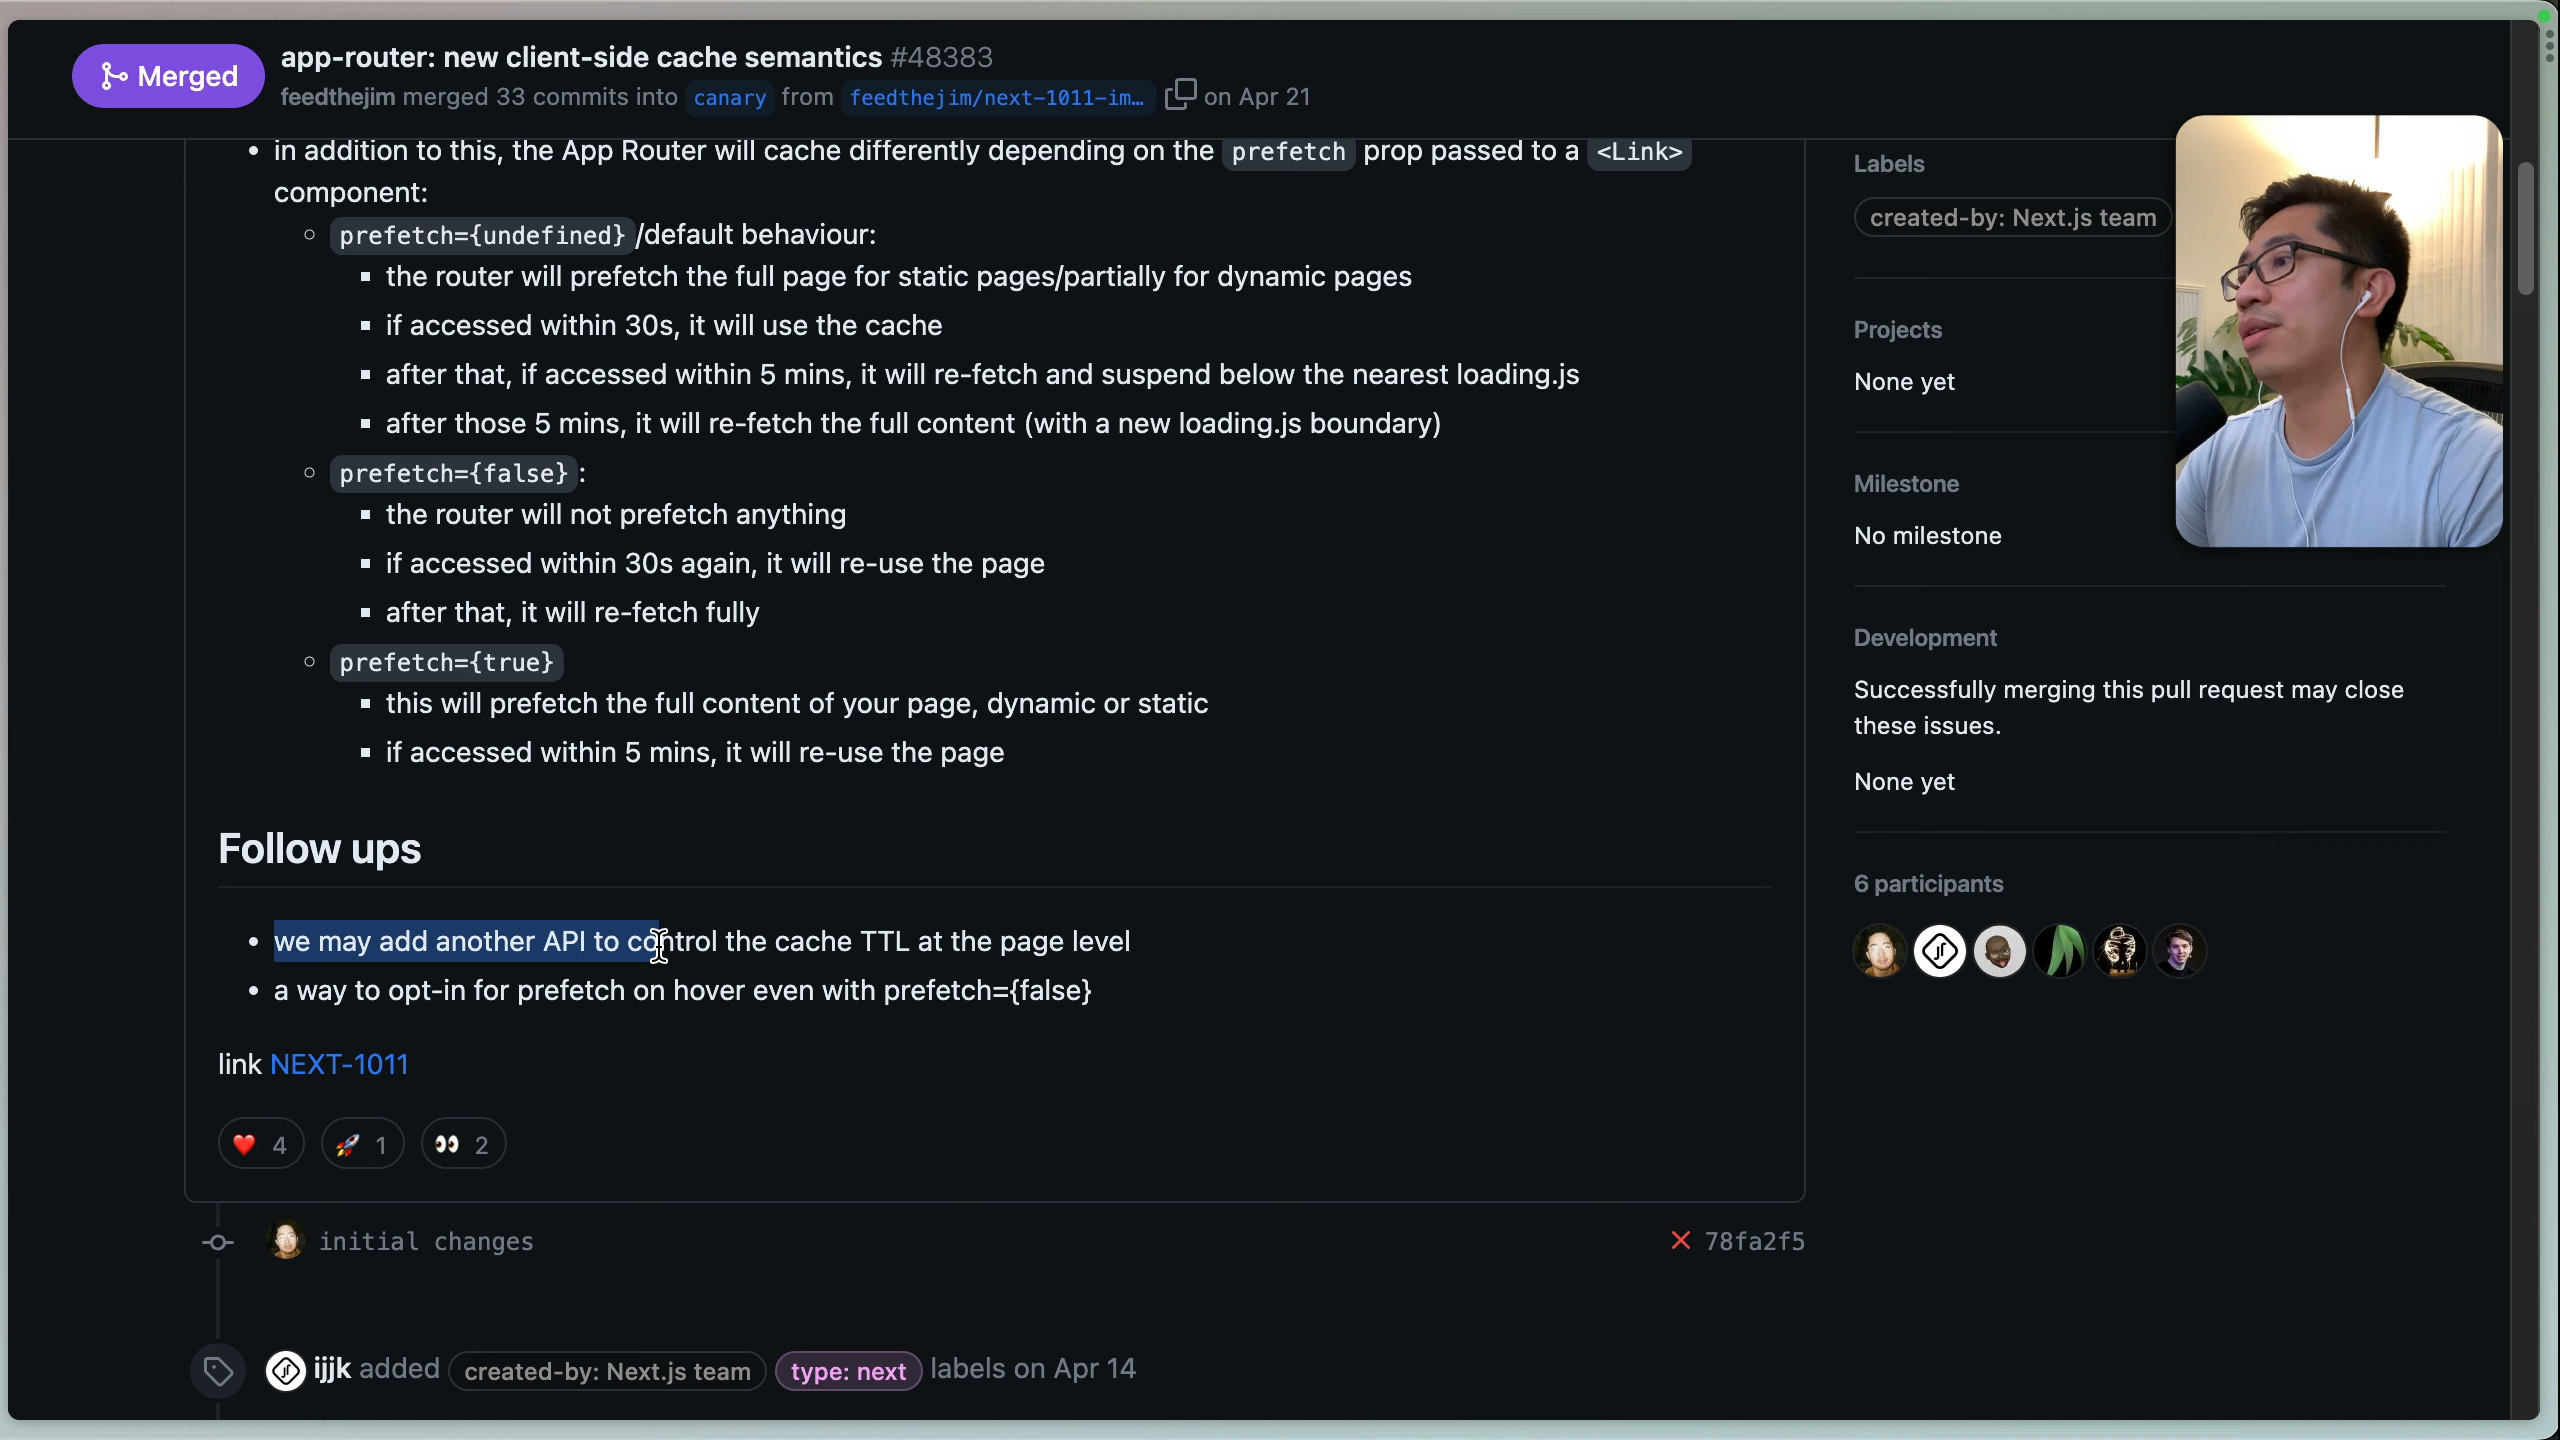 Merged
app-router: new client-side cache semantics #48383
feedthejim merged 33 commits into canary from feedthejim/next-1011-im… on Apr 21
• in addition to this, the App Router will cache differently depending on the prefetch prop passed to a <Link>
component:
◦ prefetch={undefined} /default behaviour:
▪ the router will prefetch the full page for static pages/partially for dynamic pages
▪ if accessed within 30s, it will use the cache
▪ after that, if accessed within 5 mins, it will re-fetch and suspend below the nearest loading.js
▪ after those 5 mins, it will re-fetch the full content (with a new loading.js boundary)
◦ prefetch={false} :
▪ the router will not prefetch anything
▪ if accessed within 30s again, it will re-use the page
▪ after that, it will re-fetch fully
◦ prefetch={true}
▪ this will prefetch the full content of your page, dynamic or static
▪ if accessed within 5 mins, it will re-use the page
Follow ups
• we may add another API to control the cache TTL at the page level
• a way to opt-in for prefetch on hover even with prefetch={false}
link NEXT-1011
❤️ 4 🚀 1 👀 2
initial changes 78fa2f5
ijjk added created-by: Next.js team type: next labels on Apr 14
Labels
created-by: Next.js team
Projects
None yet
Milestone
No milestone
Development
Successfully merging this pull request may close
these issues.
None yet
6 participants